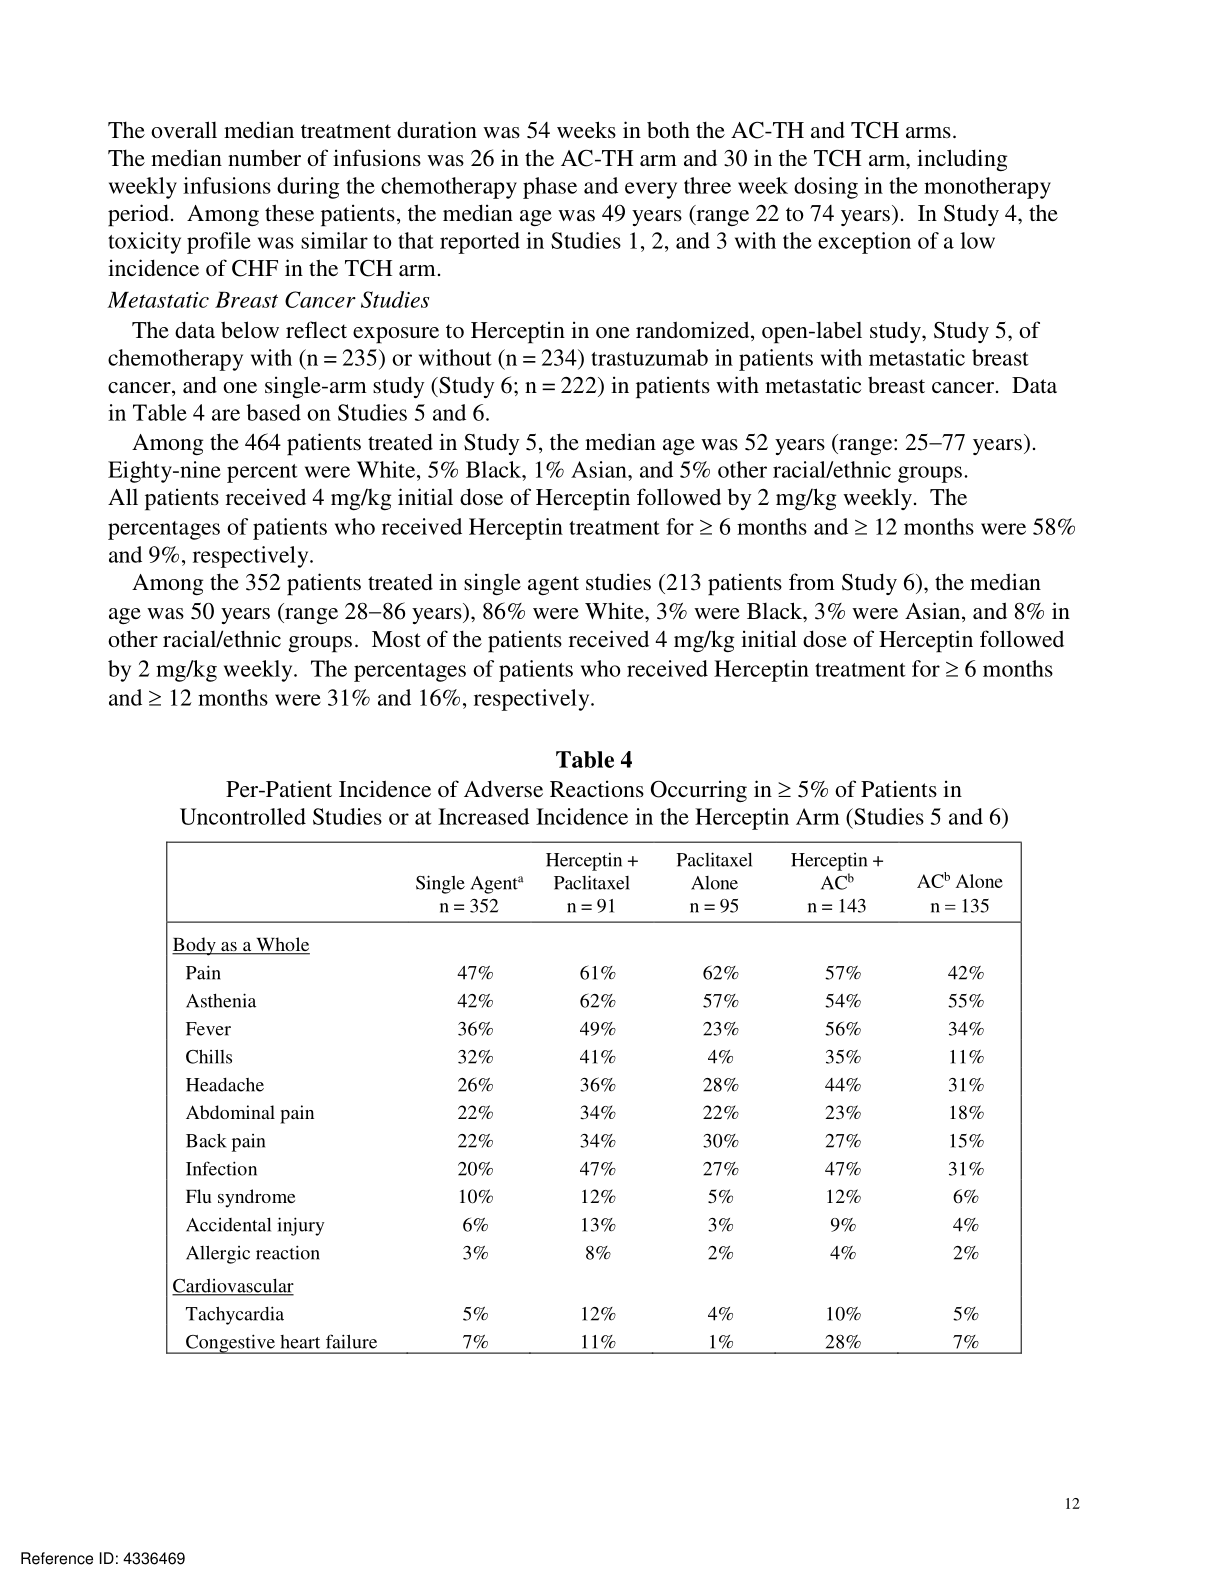 The overall median treatment duration was 54 weeks in both the AC-TH and TCH arms.
The median number of infusions was 26 in the AC-TH arm and 30 in the TCH arm, including
weekly infusions during the chemotherapy phase and every three week dosing in the monotherapy
period.  Among these patients, the median age was 49 years (range 22 to 74 years).  In Study 4, the
toxicity profile was similar to that reported in Studies 1, 2, and 3 with the exception of a low
incidence of CHF in the TCH arm.
Metastatic Breast Cancer Studies
The data below reflect exposure to Herceptin in one randomized, open-label study, Study 5, of
chemotherapy with (n = 235) or without (n = 234) trastuzumab in patients with metastatic breast
cancer, and one single-arm study (Study 6; n = 222) in patients with metastatic breast cancer.  Data
in Table 4 are based on Studies 5 and 6.
Among the 464 patients treated in Study 5, the median age was 52 years (range: 25–77 years).
Eighty-nine percent were White, 5% Black, 1% Asian, and 5% other racial/ethnic groups.
All patients received 4 mg/kg initial dose of Herceptin followed by 2 mg/kg weekly.  The
percentages of patients who received Herceptin treatment for ≥ 6 months and ≥ 12 months were 58%
and 9%, respectively.
Among the 352 patients treated in single agent studies (213 patients from Study 6), the median
age was 50 years (range 28–86 years), 86% were White, 3% were Black, 3% were Asian, and 8% in
other racial/ethnic groups.  Most of the patients received 4 mg/kg initial dose of Herceptin followed
by 2 mg/kg weekly.  The percentages of patients who received Herceptin treatment for ≥ 6 months
and ≥ 12 months were 31% and 16%, respectively.
Table 4
Per-Patient Incidence of Adverse Reactions Occurring in ≥ 5% of Patients in
Uncontrolled Studies or at Increased Incidence in the Herceptin Arm (Studies 5 and 6)
Herceptin + Paclitaxel Herceptin +
Single Agentᵃ Paclitaxel Alone ACᵇ ACᵇ Alone
n = 352 n = 91 n = 95 n = 143 n = 135
Body as a Whole
Pain 47% 61% 62% 57% 42%
Asthenia 42% 62% 57% 54% 55%
Fever 36% 49% 23% 56% 34%
Chills 32% 41% 4% 35% 11%
Headache 26% 36% 28% 44% 31%
Abdominal pain 22% 34% 22% 23% 18%
Back pain 22% 34% 30% 27% 15%
Infection 20% 47% 27% 47% 31%
Flu syndrome 10% 12% 5% 12% 6%
Accidental injury 6% 13% 3% 9% 4%
Allergic reaction 3% 8% 2% 4% 2%
Cardiovascular
Tachycardia 5% 12% 4% 10% 5%
Congestive heart failure 7% 11% 1% 28% 7%
12
Reference ID: 4336469